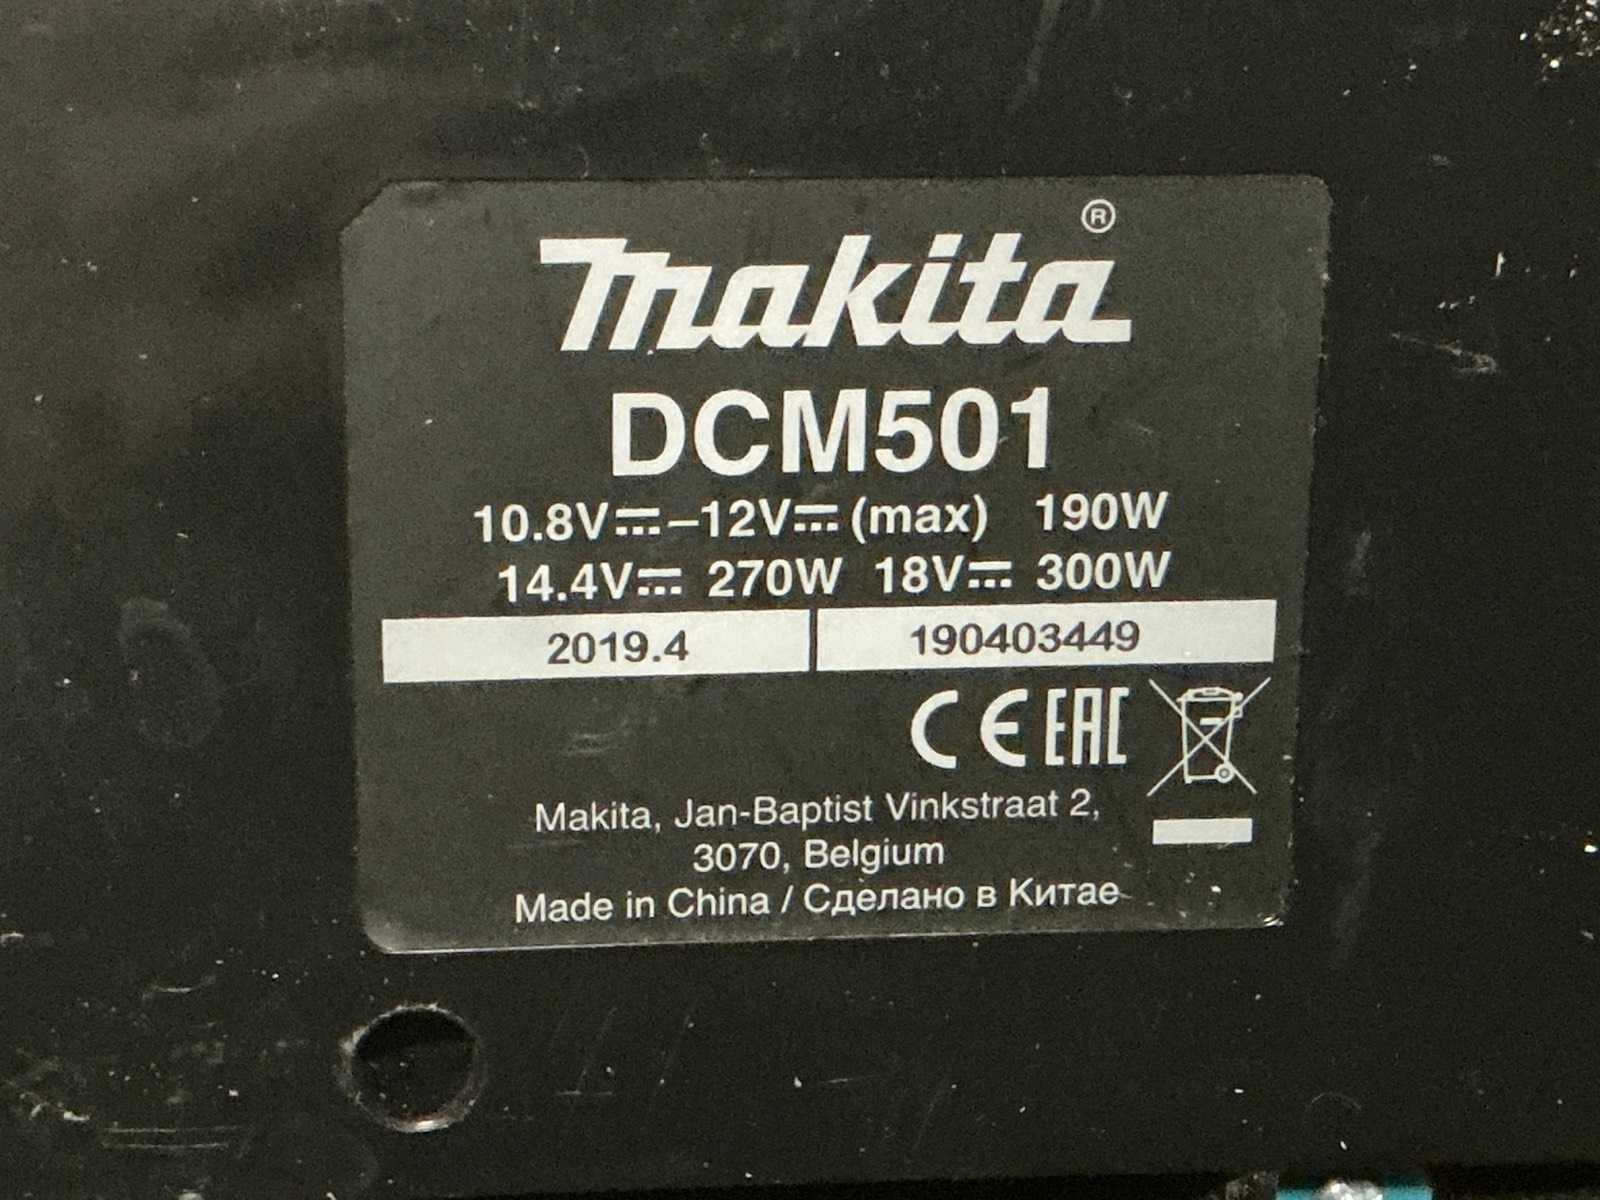 makita®
DCM501
10.8V⎓–12V⎓(max) 190W
14.4V⎓ 270W 18V⎓ 300W
2019.4 190403449
CE EAC
Makita, Jan-Baptist Vinkstraat 2,
3070, Belgium
Made in China / Сделано в Китае